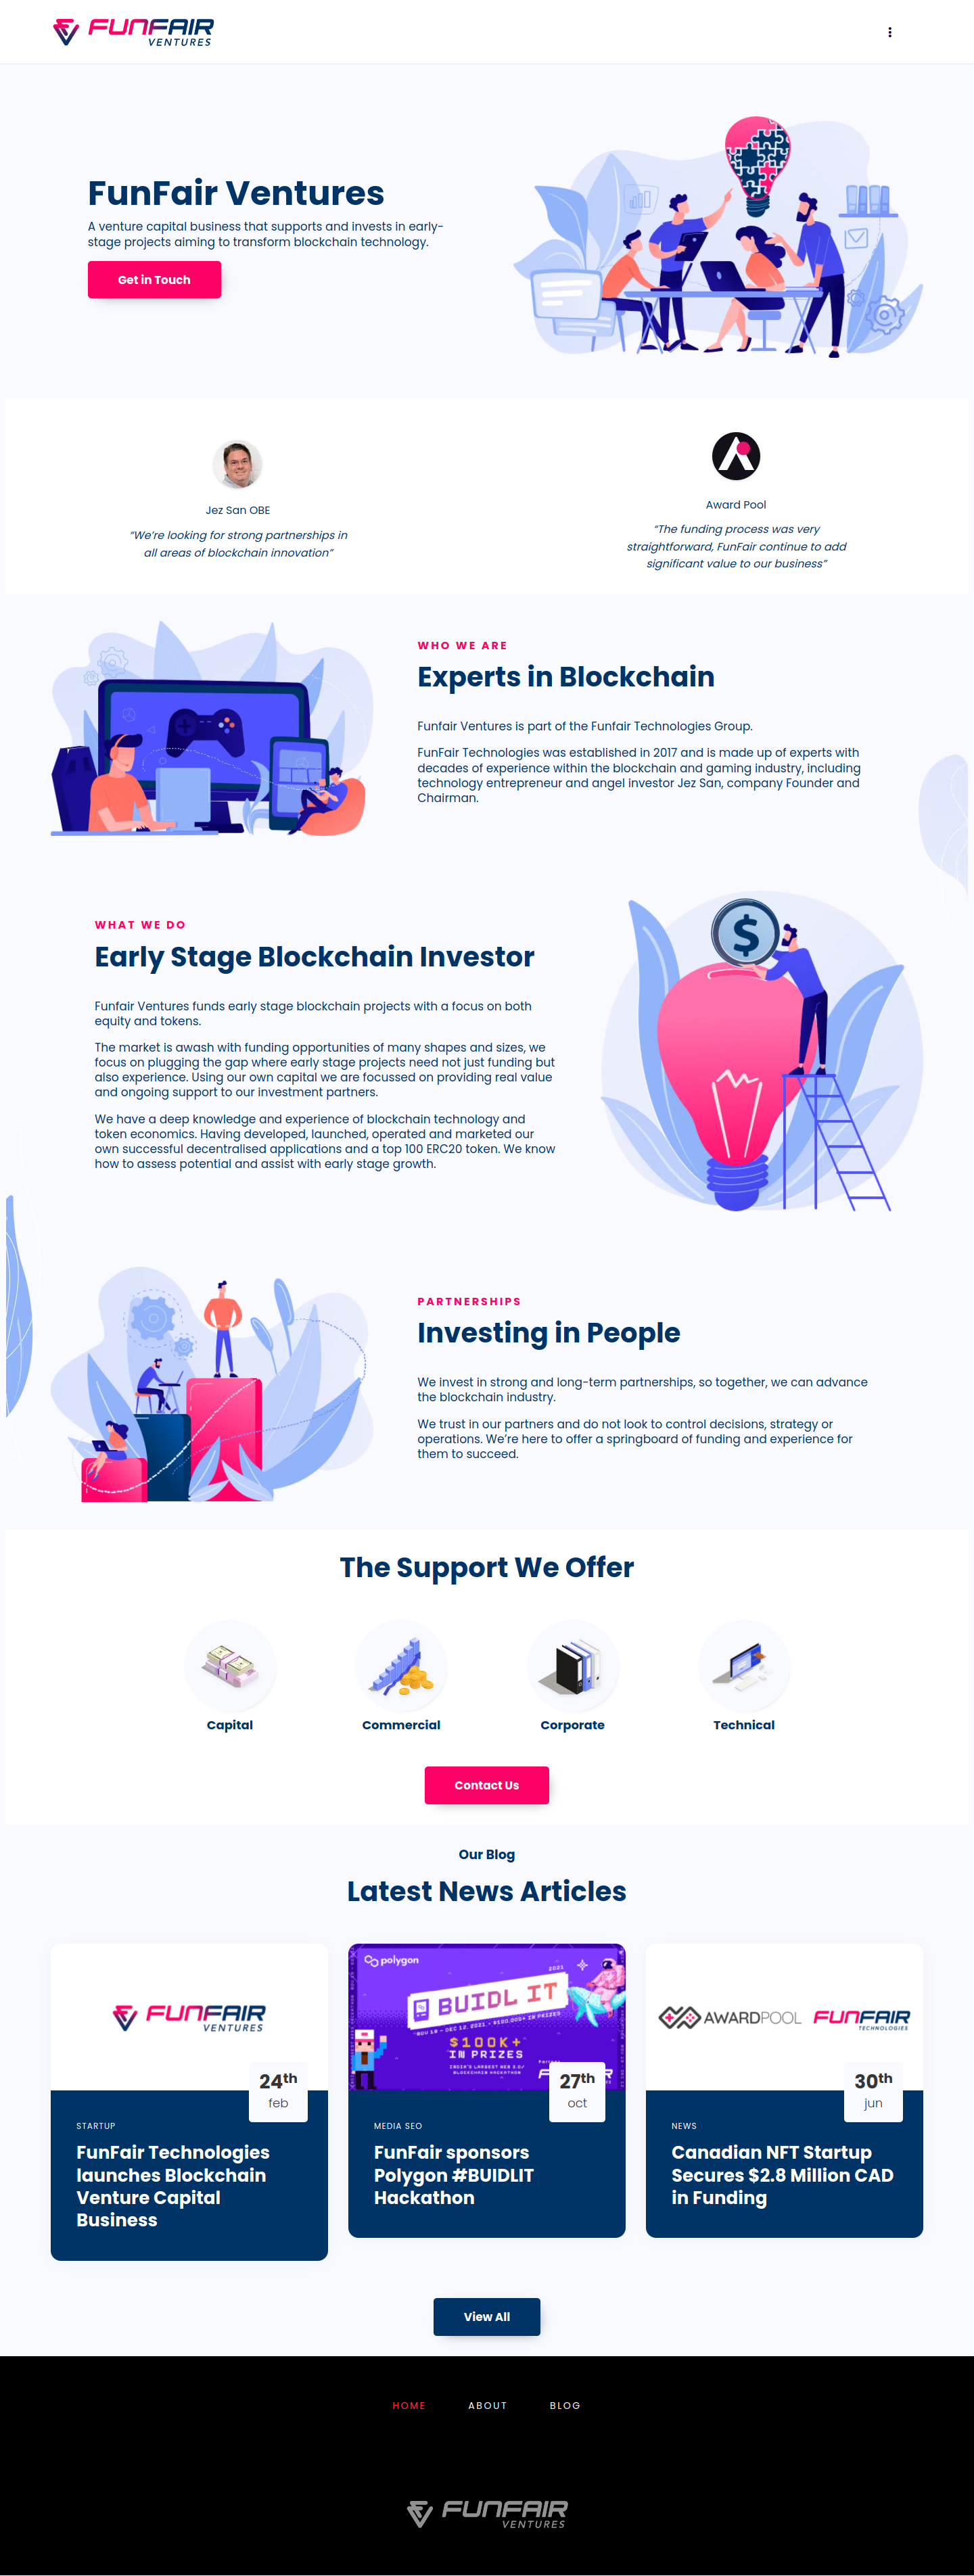 FUNFAIR
VENTURES
FunFair Ventures
A venture capital business that supports and invests in early-
stage projects aiming to transform blockchain technology.
Get in Touch
Jez San OBE
“We’re looking for strong partnerships in
all areas of blockchain innovation”
Award Pool
“The funding process was very
straightforward, FunFair continue to add
significant value to our business”
WHO WE ARE
Experts in Blockchain
Funfair Ventures is part of the Funfair Technologies Group.
FunFair Technologies was established in 2017 and is made up of experts with
decades of experience within the blockchain and gaming industry, including
technology entrepreneur and angel investor Jez San, company Founder and
Chairman.
WHAT WE DO
Early Stage Blockchain Investor
Funfair Ventures funds early stage blockchain projects with a focus on both
equity and tokens.
The market is awash with funding opportunities of many shapes and sizes, we
focus on plugging the gap where early stage projects need not just funding but
also experience. Using our own capital we are focussed on providing real value
and ongoing support to our investment partners.
We have a deep knowledge and experience of blockchain technology and
token economics. Having developed, launched, operated and marketed our
own successful decentralised applications and a top 100 ERC20 token. We know
how to assess potential and assist with early stage growth.
$
PARTNERSHIPS
Investing in People
We invest in strong and long-term partnerships, so together, we can advance
the blockchain industry.
We trust in our partners and do not look to control decisions, strategy or
operations. We’re here to offer a springboard of funding and experience for
them to succeed.
The Support We Offer
Capital
Commercial
Corporate
Technical
Contact Us
Our Blog
Latest News Articles
FUNFAIR
VENTURES
24th
feb
STARTUP
FunFair Technologies
launches Blockchain
Venture Capital
Business
polygon
2021
BUIDL IT
NOV 10 - DEC 12, 2021 - $100,000+ IN PRIZES
$100K+
IN PRIZES
INDIA'S LARGEST WEB 3.0/
BLOCKCHAIN HACKATHON
27th
oct
MEDIA SEO
FunFair sponsors
Polygon #BUIDLIT
Hackathon
AWARDPOOL
FUNFAIR
TECHNOLOGIES
30th
jun
NEWS
Canadian NFT Startup
Secures $2.8 Million CAD
in Funding
View All
HOME
ABOUT
BLOG
FUNFAIR
VENTURES